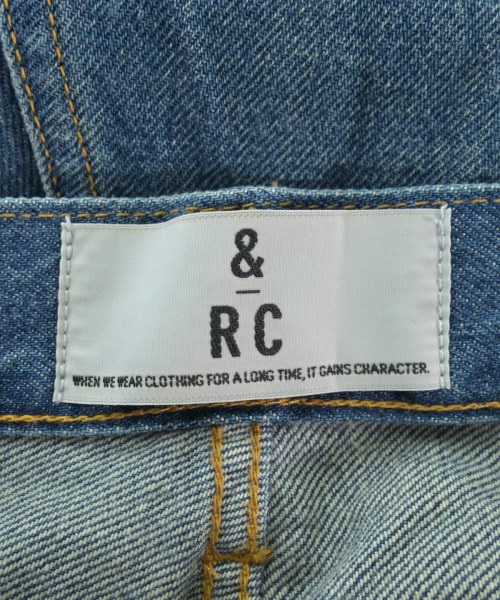 &
RC
WHEN WE WEAR CLOTHING FOR A LONG TIME, IT GAINS CHARACTER.